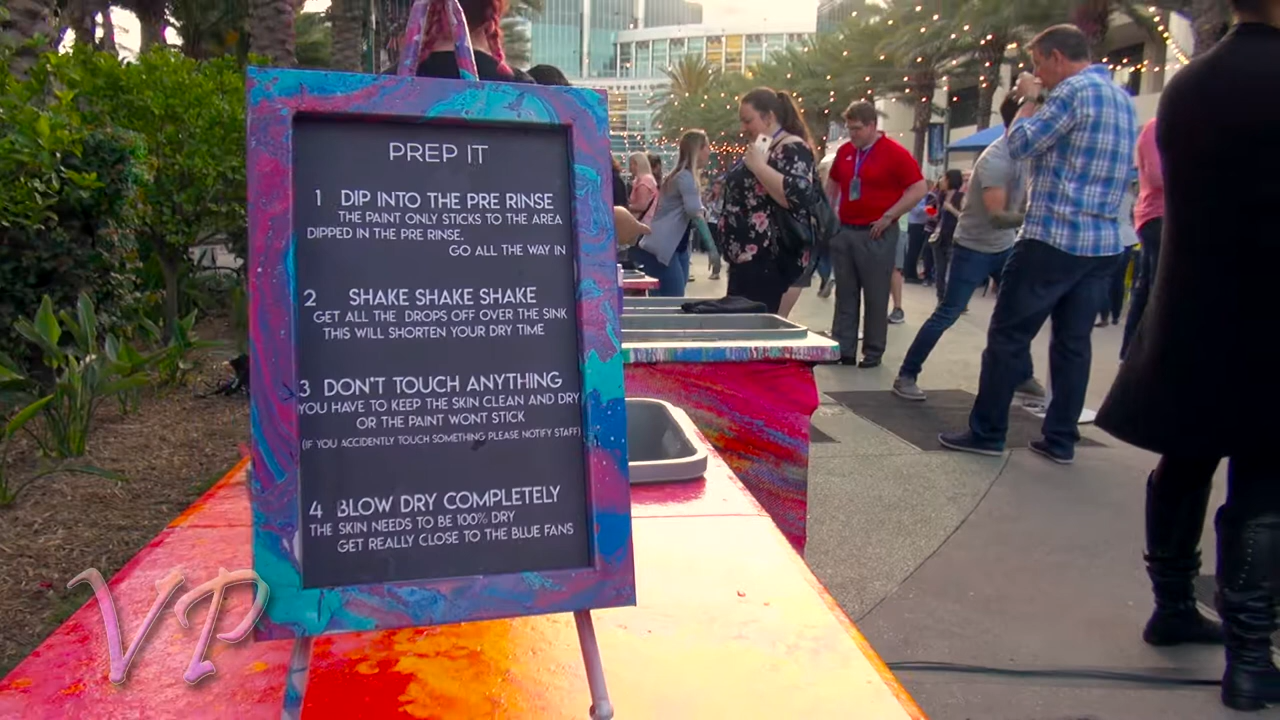 PREP IT
1 DIP INTO THE PRE RINSE
THE PAINT ONLY STICKS TO THE AREA
DIPPED IN THE PRE RINSE.
GO ALL THE WAY IN
2 SHAKE SHAKE SHAKE
GET ALL THE DROPS OFF OVER THE SINK
THIS WILL SHORTEN YOUR DRY TIME
3 DON'T TOUCH ANYTHING
YOU HAVE TO KEEP THE SKIN CLEAN AND DRY
OR THE PAINT WONT STICK
(IF YOU ACCIDENTLY TOUCH SOMETHING PLEASE NOTIFY STAFF)
4 BLOW DRY COMPLETELY
THE SKIN NEEDS TO BE 100% DRY
GET REALLY CLOSE TO THE BLUE FANS
VP